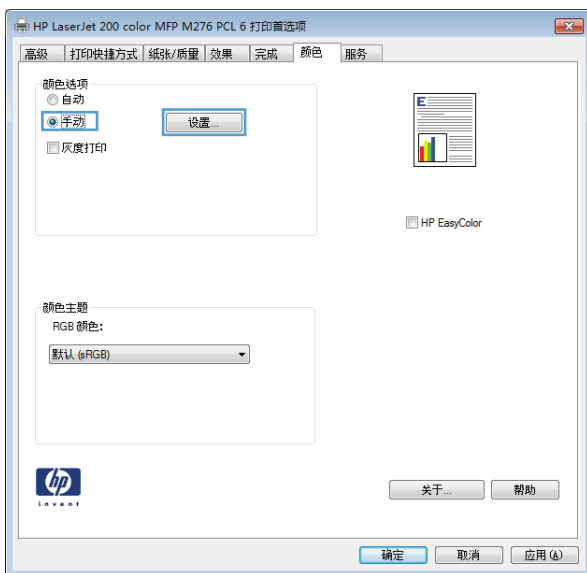 HP LaserJet 200 color MFP M276 PCL 6 打印首选项
高级 打印快捷方式 纸张/质量 效果 完成 颜色 服务
颜色选项
自动
手动 设置...
灰度打印
E
HP EasyColor
颜色主题
RGB 颜色:
默认 (sRGB)
hp
invent
关于... 帮助
确定 取消 应用(A)